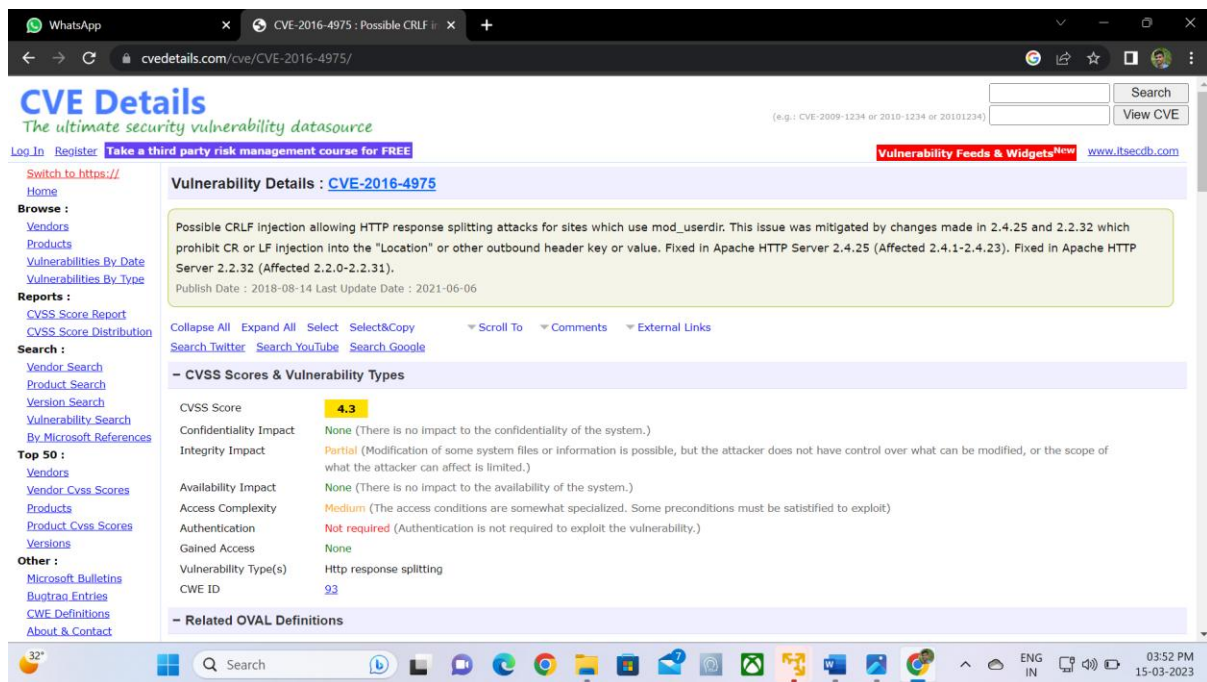 WhatsApp
CVE-2016-4975 : Possible CRLF in
cvedetails.com/cve/CVE-2016-4975/
CVE Details
The ultimate security vulnerability datasource
(e.g.: CVE-2009-1234 or 2010-1234 or 20101234)
Search
View CVE
Log In Register Take a third party risk management course for FREE
Vulnerability Feeds & WidgetsNew www.itsecdb.com
Switch to https://
Home
Browse :
Vendors
Products
Vulnerabilities By Date
Vulnerabilities By Type
Reports :
CVSS Score Report
CVSS Score Distribution
Search :
Vendor Search
Product Search
Version Search
Vulnerability Search
By Microsoft References
Top 50 :
Vendors
Vendor Cvss Scores
Products
Product Cvss Scores
Versions
Other :
Microsoft Bulletins
Bugtraq Entries
CWE Definitions
About & Contact
Vulnerability Details : CVE-2016-4975
Possible CRLF injection allowing HTTP response splitting attacks for sites which use mod_userdir. This issue was mitigated by changes made in 2.4.25 and 2.2.32 which
prohibit CR or LF injection into the "Location" or other outbound header key or value. Fixed in Apache HTTP Server 2.4.25 (Affected 2.4.1-2.4.23). Fixed in Apache HTTP
Server 2.2.32 (Affected 2.2.0-2.2.31).
Publish Date : 2018-08-14 Last Update Date : 2021-06-06
Collapse All Expand All Select Select&Copy Scroll To Comments External Links
Search Twitter Search YouTube Search Google
– CVSS Scores & Vulnerability Types
CVSS Score 4.3
Confidentiality Impact None (There is no impact to the confidentiality of the system.)
Integrity Impact Partial (Modification of some system files or information is possible, but the attacker does not have control over what can be modified, or the scope of
what the attacker can affect is limited.)
Availability Impact None (There is no impact to the availability of the system.)
Access Complexity Medium (The access conditions are somewhat specialized. Some preconditions must be satistified to exploit)
Authentication Not required (Authentication is not required to exploit the vulnerability.)
Gained Access None
Vulnerability Type(s) Http response splitting
CWE ID 93
– Related OVAL Definitions
32°
Search
7
ENG
IN
03:52 PM
15-03-2023